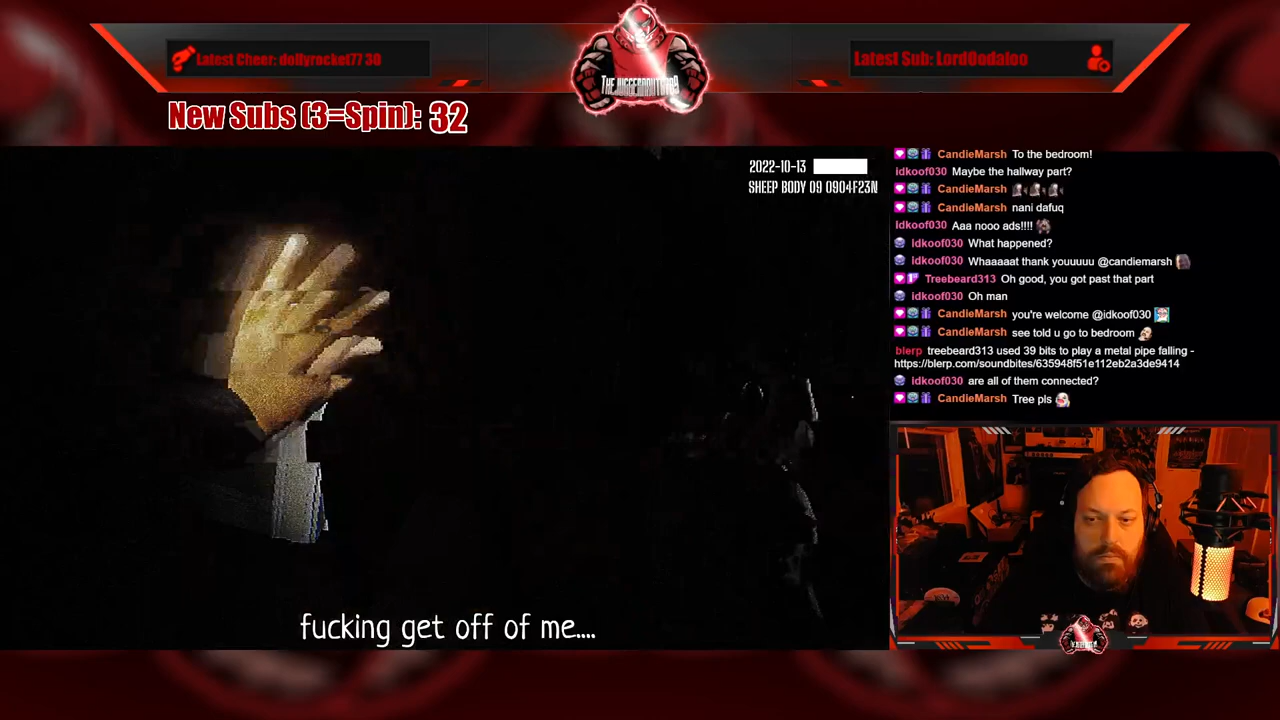 Latest Cheer: dollyrocket77 30
THEJUGGERNAUT0789
Latest Sub: LordOodaloo
New Subs (3=Spin): 32
2022-10-13
SHEEP BODY 09 0904F23N
CandieMarsh To the bedroom!
idkoof030 Maybe the hallway part?
CandieMarsh
CandieMarsh nani dafuq
idkoof030 Aaa nooo ads!!!!
idkoof030 What happened?
idkoof030 Whaaaaat thank youuuuu @candiemarsh
Treebeard313 Oh good, you got past that part
idkoof030 Oh man
CandieMarsh you're welcome @idkoof030
CandieMarsh see told u go to bedroom
blerp treebeard313 used 39 bits to play a metal pipe falling -
https://blerp.com/soundbites/635948f51e112eb2a3de9414
idkoof030 are all of them connected?
CandieMarsh Tree pls
fucking get off of me....